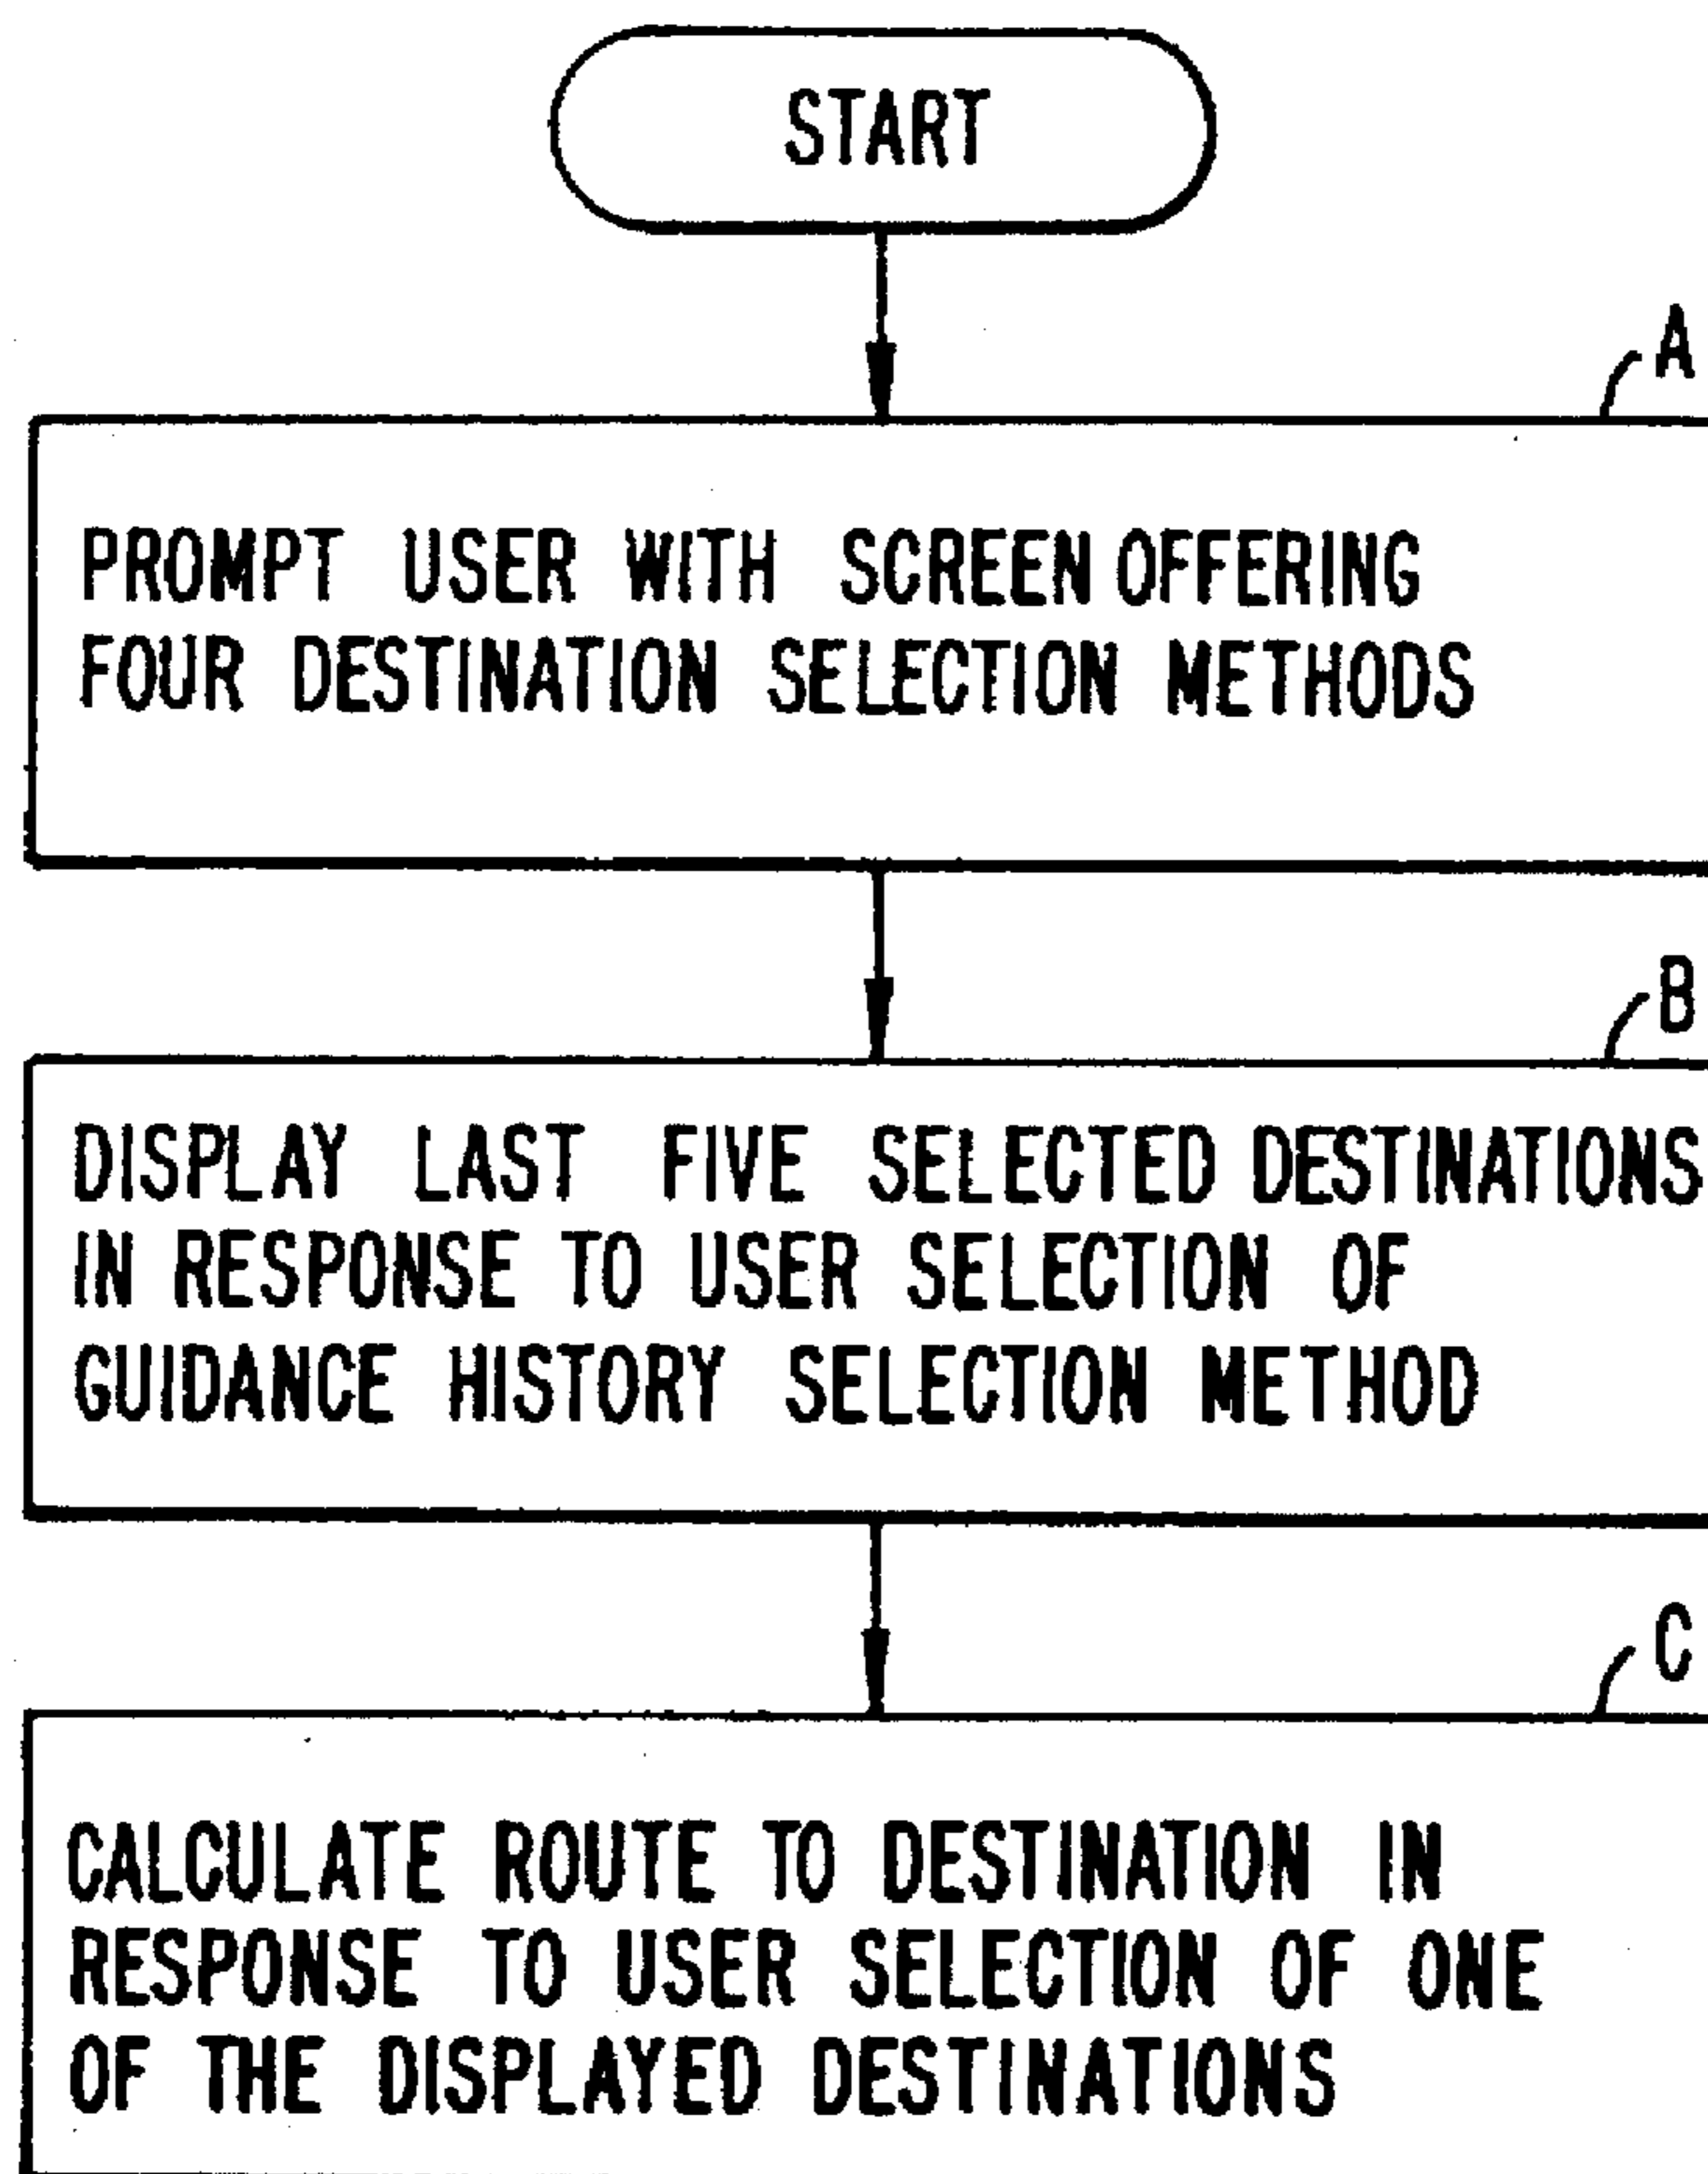 START
A
PROMPT USER WITH SCREEN OFFERING
FOUR DESTINATION SELECTION METHODS
B
DISPLAY LAST FIVE SELECTED DESTINATIONS
IN RESPONSE TO USER SELECTION OF
GUIDANCE HISTORY SELECTION METHOD
C
CALCULATE ROUTE TO DESTINATION IN
RESPONSE TO USER SELECTION OF ONE
OF THE DISPLAYED DESTINATIONS